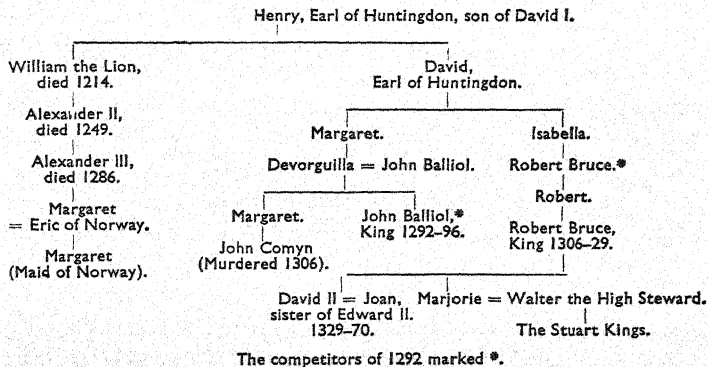 Henry, Earl of Huntingdon, son of David I.
William the Lion,
died 1214.
David,
Earl of Huntingdon.
Alexander II,
died 1249.
Margaret.
Isabella.
Alexander III,
died 1286.
Devorguilla = John Balliol.
Robert Bruce.*
Margaret
= Eric of Norway.
Margaret.
John Balliol,*
King 1292–96.
Robert.
Margaret
(Maid of Norway).
John Comyn
(Murdered 1306).
Robert Bruce,
King 1306–29.
David II = Joan,
sister of Edward II.
1329–70.
Marjorie = Walter the High Steward.
The Stuart Kings.
The competitors of 1292 marked *.